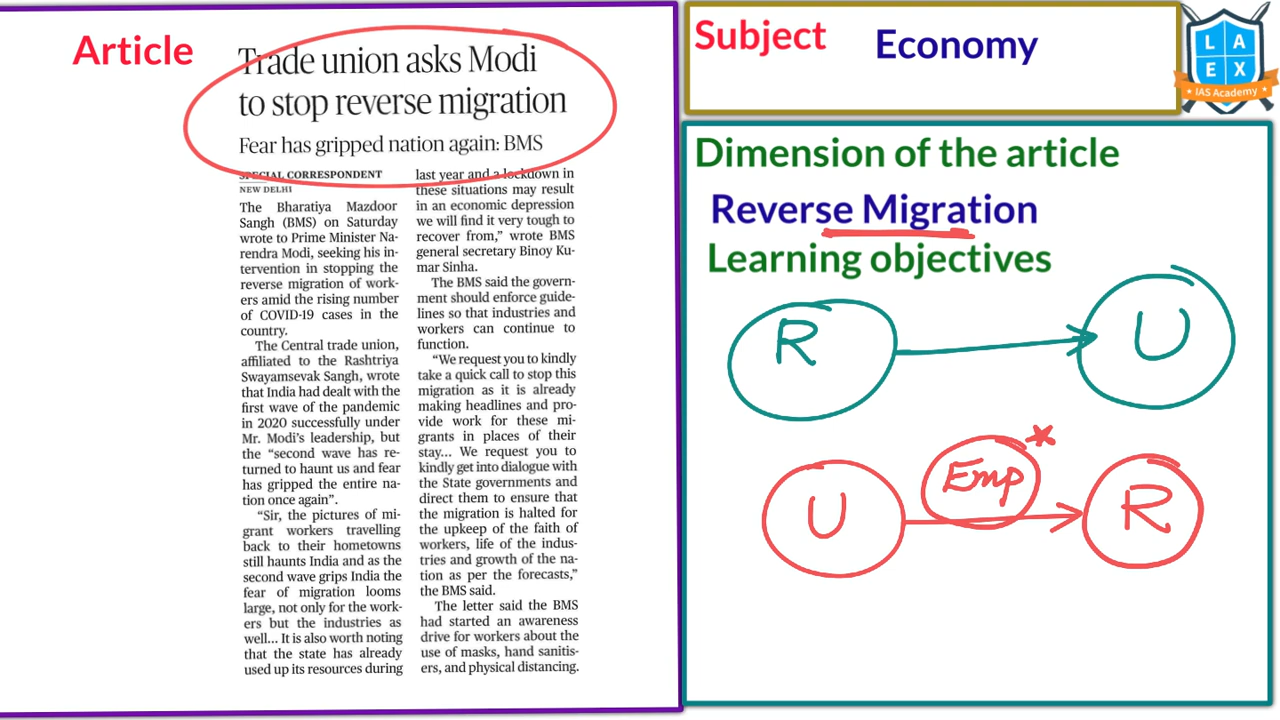 Article
Trade union asks Modi
to stop reverse migration
Fear has gripped nation again: BMS
SPECIAL CORRESPONDENT
NEW DELHI
The Bharatiya Mazdoor
Sangh (BMS) on Saturday
wrote to Prime Minister Na-
rendra Modi, seeking his in-
tervention in stopping the
reverse migration of work-
ers amid the rising number
of COVID-19 cases in the
country.
The Central trade union,
affiliated to the Rashtriya
Swayamsevak Sangh, wrote
that India had dealt with the
first wave of the pandemic
in 2020 successfully under
Mr. Modi's leadership, but
the “second wave has re-
turned to haunt us and fear
has gripped the entire na-
tion once again”.
“Sir, the pictures of mi-
grant workers travelling
back to their hometowns
still haunts India and as the
second wave grips India the
fear of migration looms
large, not only for the work-
ers but the industries as
well... It is also worth noting
that the state has already
used up its resources during
last year and a lockdown in
these situations may result
in an economic depression
we will find it very tough to
recover from,” wrote BMS
general secretary Binoy Ku-
mar Sinha.
The BMS said the govern-
ment should enforce guide-
lines so that industries and
workers can continue to
function.
“We request you to kindly
take a quick call to stop this
migration as it is already
making headlines and pro-
vide work for these mi-
grants in places of their
stay... We request you to
kindly get into dialogue with
the State governments and
direct them to ensure that
the migration is halted for
the upkeep of the faith of
workers, life of the indus-
tries and growth of the na-
tion as per the forecasts,”
the BMS said.
The letter said the BMS
had started an awareness
drive for workers about the
use of masks, hand sanitis-
ers, and physical distancing.
Subject
Economy
L A
E X
IAS Academy
Dimension of the article
Reverse Migration
Learning objectives
R U
U Emp* R